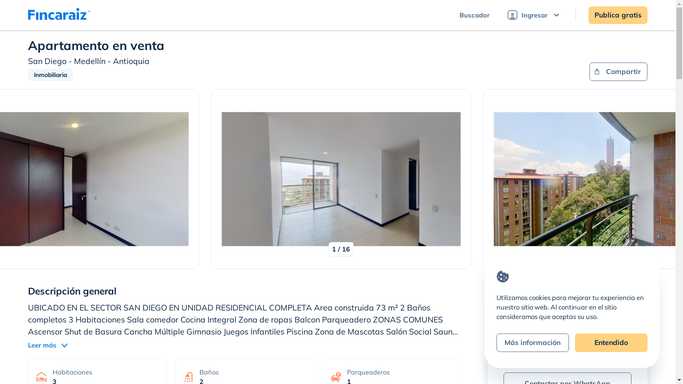 Fincaraiz
Buscador
Ingresar
Publica gratis
Apartamento en venta
San Diego - Medellín - Antioquia
Inmobiliaria
Compartir
1 / 16
Descripción general
UBICADO EN EL SECTOR SAN DIEGO EN UNIDAD RESIDENCIAL COMPLETA Area construida 73 m² 2 Baños
completos 3 Habitaciones Sala comedor Cocina Integral Zona de ropas Balcon Parqueadero ZONAS COMUNES
Ascensor Shut de Basura Cancha Múltiple Gimnasio Juegos Infantiles Piscina Zona de Mascotas Salón Social Saun...
Leer más
Habitaciones
3
Baños
2
Parqueaderos
1
Utilizamos cookies para mejorar tu experiencia en
nuestro sitio web. Al continuar en el sitio
consideramos que aceptas su uso.
Más información
Entendido
Contactar por WhatsApp